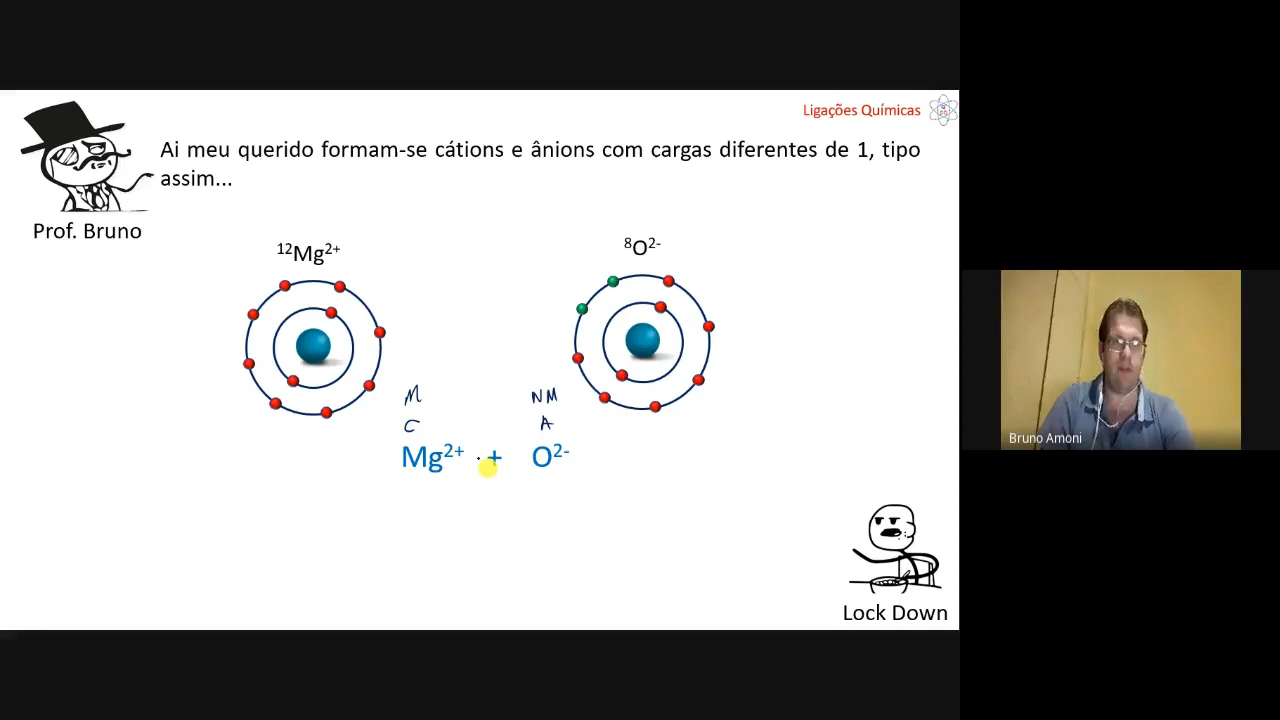 Ligações Químicas
Ai meu querido formam-se cátions e ânions com cargas diferentes de 1, tipo
assim...
Prof. Bruno
¹²Mg²⁺
⁸O²⁻
M NM
C A
Mg²⁺ + O²⁻
Bruno Amoni
Lock Down